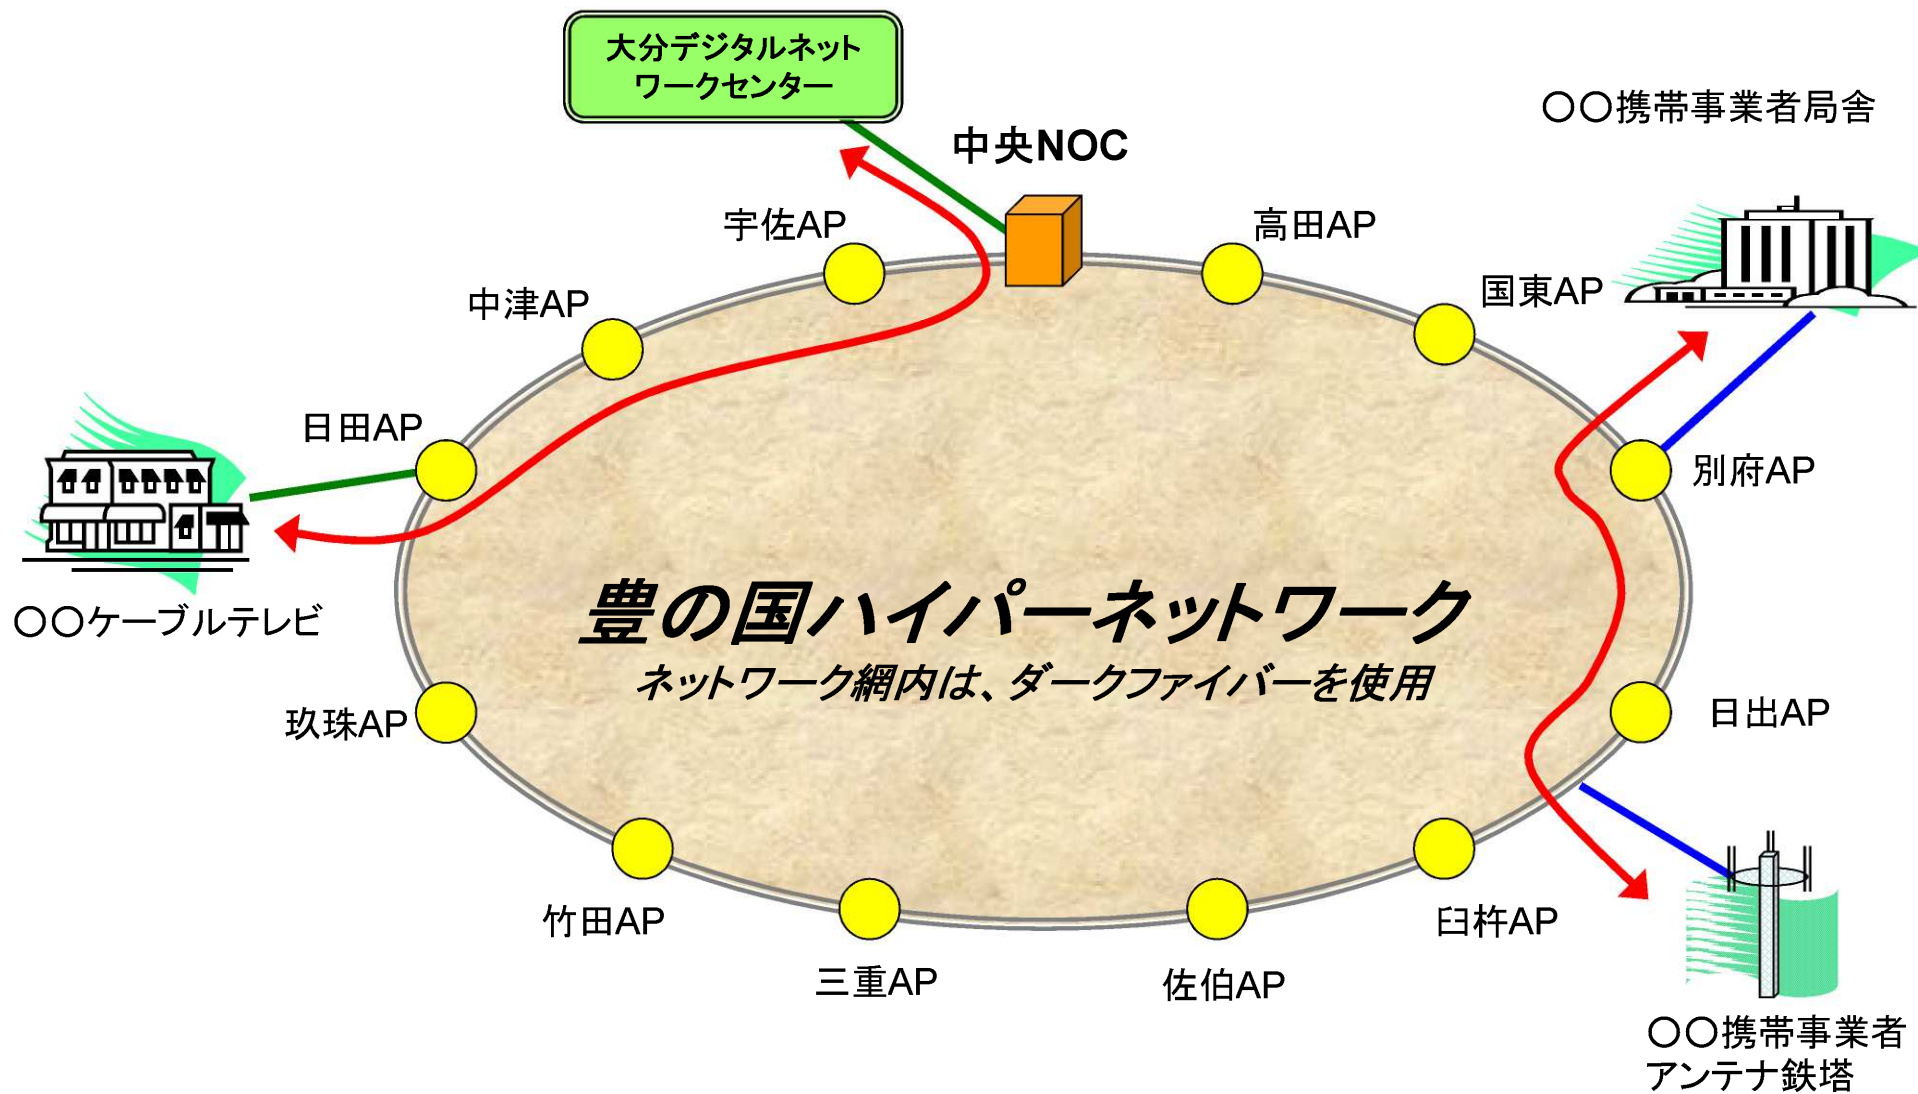 大分デジタルネット
ワークセンター
〇〇携帯事業者局舎
中央NOC
宇佐AP
高田AP
国東AP
中津AP
日田AP
別府AP
〇〇ケーブルテレビ
豊の国ハイパーネットワーク
ネットワーク網内は、ダークファイバーを使用
玖珠AP
日出AP
竹田AP
臼杵AP
三重AP
佐伯AP
〇〇携帯事業者
アンテナ鉄塔